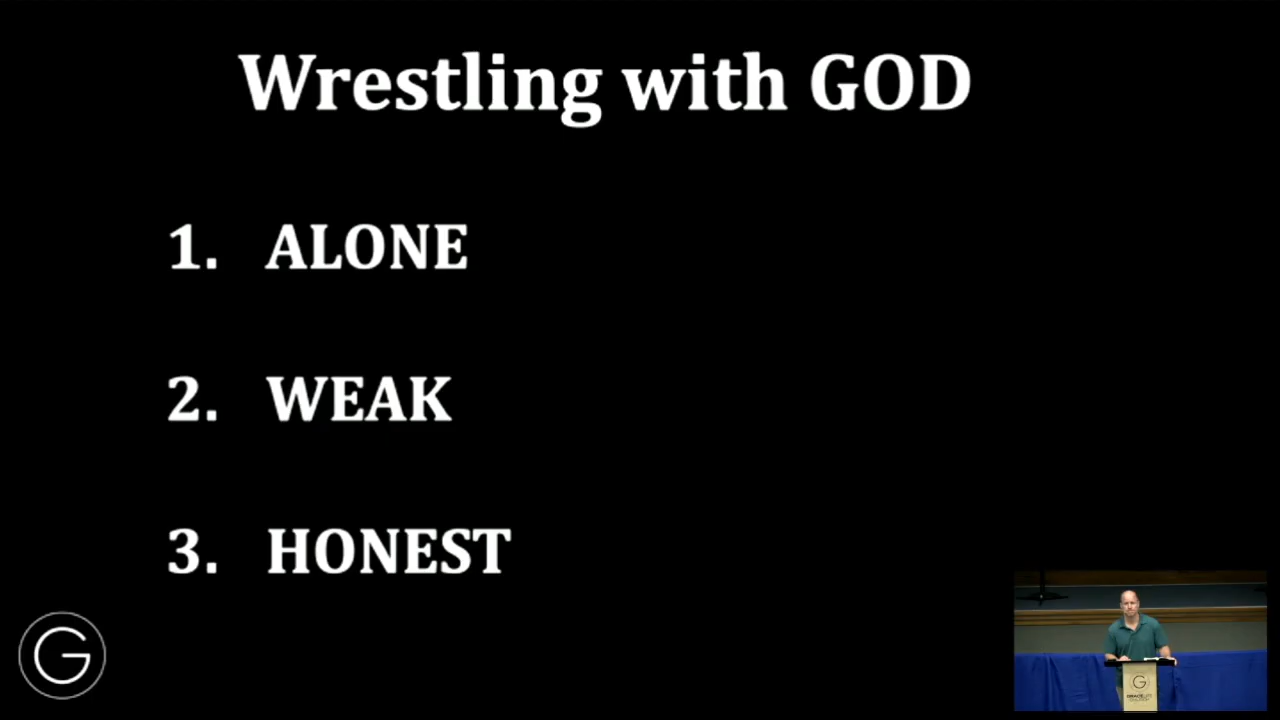 Wrestling with GOD
1. ALONE
2. WEAK
3. HONEST
G
G